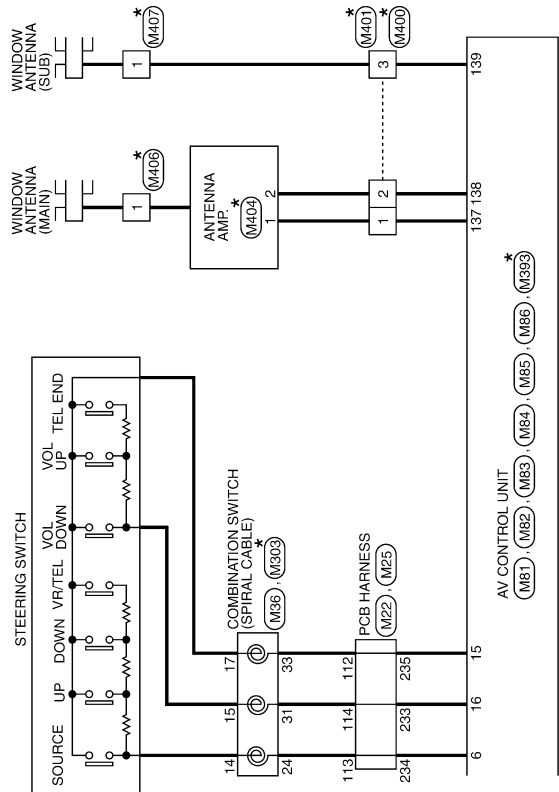 STEERING SWITCH
SOURCE
UP
DOWN
VR/TEL
VOL
DOWN
VOL
UP
TEL END
WINDOW
ANTENNA
(MAIN)
WINDOW
ANTENNA
(SUB)
1
* M406
1
* M407
ANTENNA
AMP. *
M404
1
2
COMBINATION SWITCH
(SPIRAL CABLE) *
M36 , M303
14
15
17
24
31
33
PCB HARNESS
M22 , M25
113
114
112
234
233
235
1
2
3
* M401
* M400
6
16
15
137
138
139
AV CONTROL UNIT *
M81 , M82 , M83 , M84 , M85 , M86 , M393